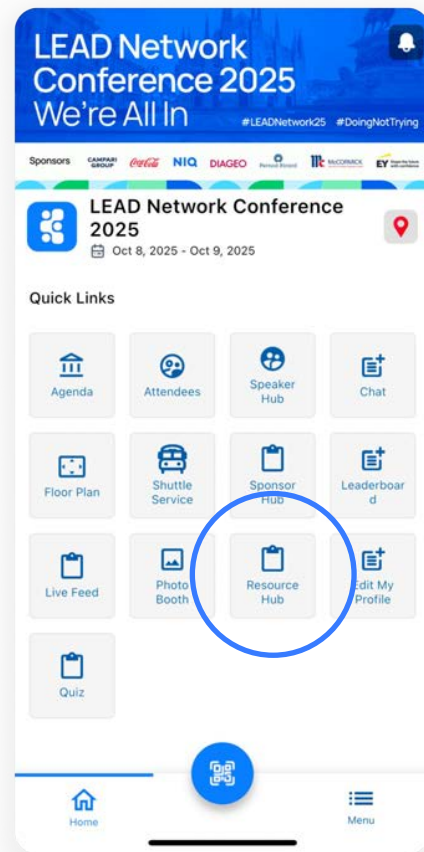 LEAD Network
Conference 2025
We're All In
#LEADNetwork25 #DoingNotTrying
Sponsors CAMPARI GROUP Coca-Cola NIQ DIAGEO Pernod Ricard McCORMICK EY
LEAD Network Conference
2025
Oct 8, 2025 - Oct 9, 2025
Quick Links
Agenda
Attendees
Speaker
Hub
Chat
Floor Plan
Shuttle
Service
Sponsor
Hub
Leaderboar
d
Live Feed
Photo
Booth
Resource
Hub
Edit My
Profile
Quiz
Home
Menu